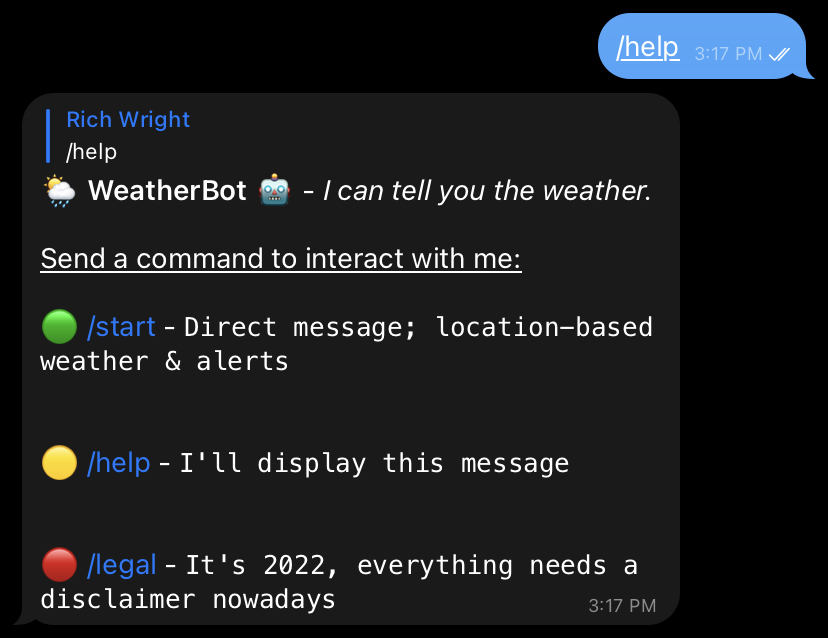 /help 3:17 PM
Rich Wright
/help
🌦 WeatherBot 🤖 - I can tell you the weather.
Send a command to interact with me:
🟢 /start - Direct message; location-based
weather & alerts
🟡 /help - I'll display this message
🔴 /legal - It's 2022, everything needs a
disclaimer nowadays
3:17 PM